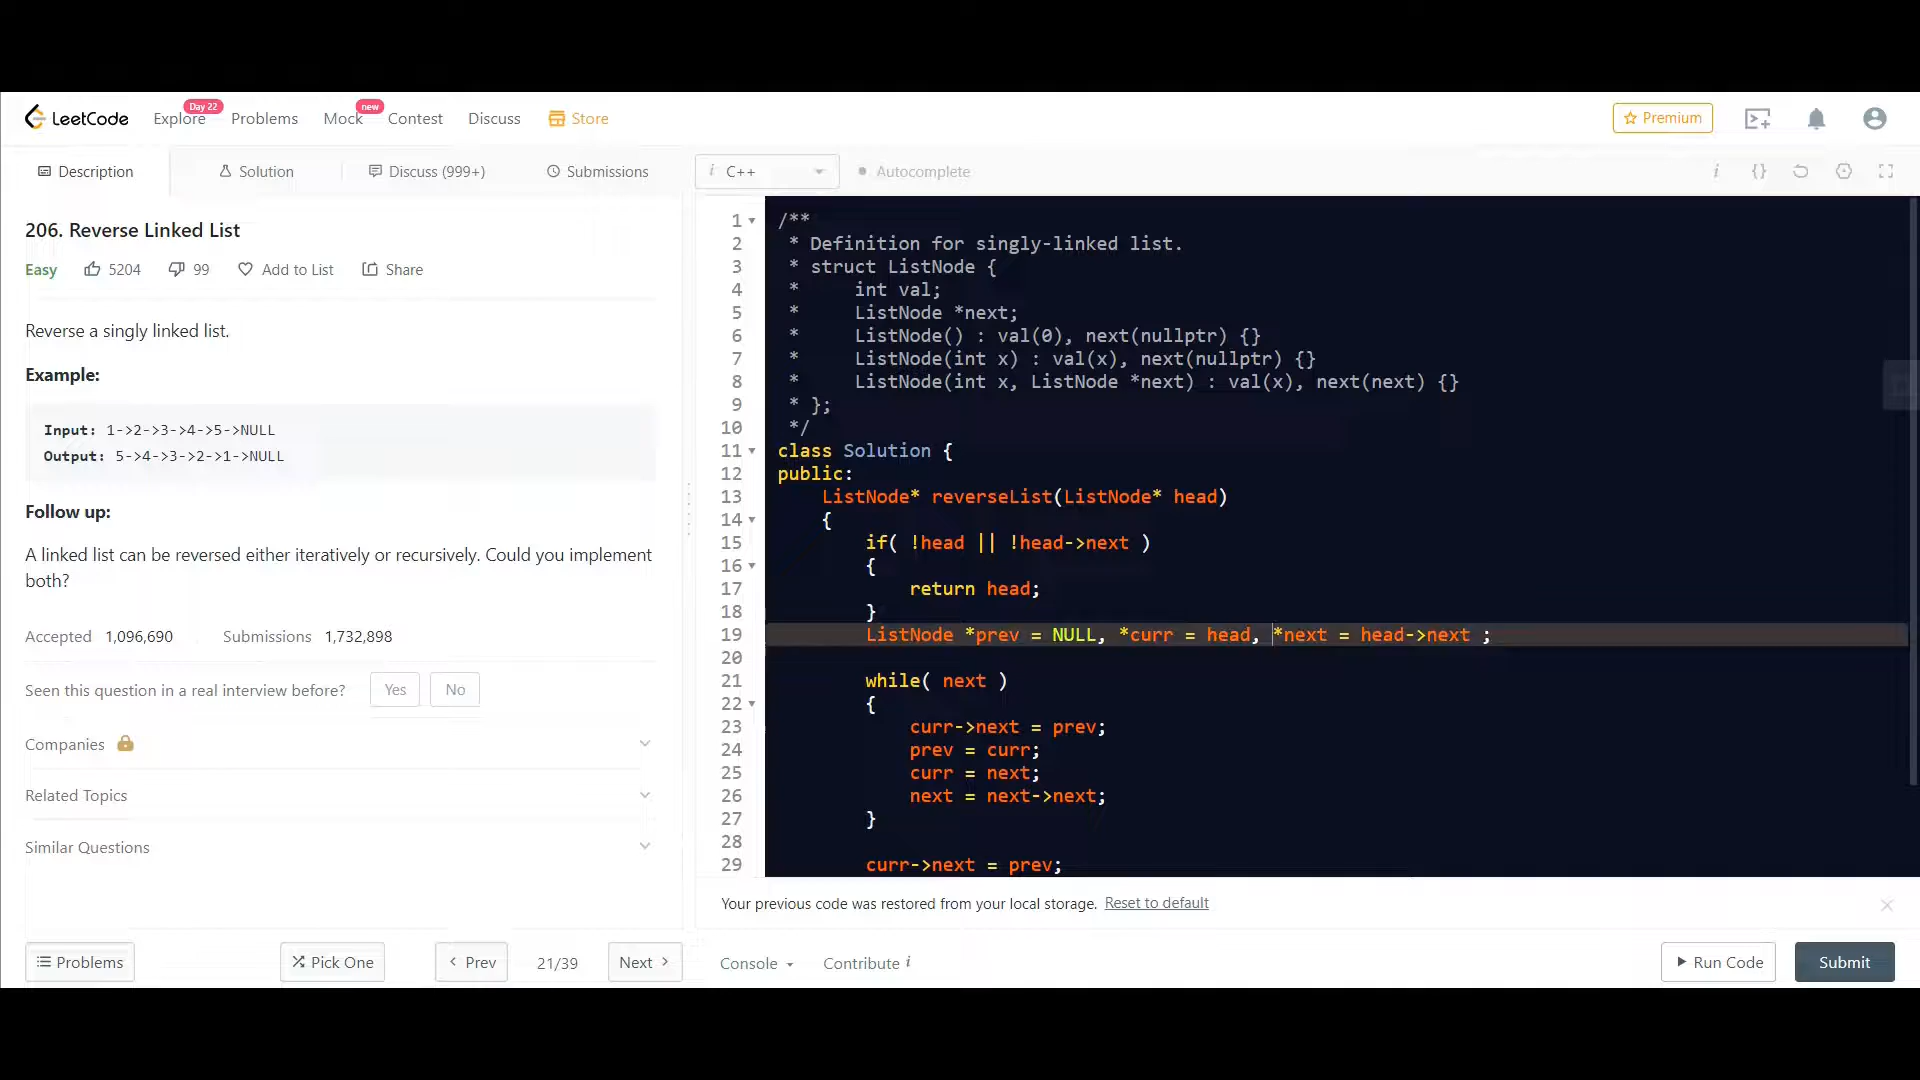 LeetCode
Explore
Day 22
Problems
Mock
new
Contest
Discuss
Store
Premium
Description
Solution
Discuss (999+)
Submissions
i C++
Autocomplete
i {}
206. Reverse Linked List
Easy 5204 99 Add to List Share
Reverse a singly linked list.
Example:
Input: 1->2->3->4->5->NULL
Output: 5->4->3->2->1->NULL
Follow up:
A linked list can be reversed either iteratively or recursively. Could you implement
both?
Accepted 1,096,690 Submissions 1,732,898
Seen this question in a real interview before? Yes No
Companies
Related Topics
Similar Questions
Problems
Pick One
Prev
21/39
Next
1 /**
2  * Definition for singly-linked list.
3  * struct ListNode {
4  *     int val;
5  *     ListNode *next;
6  *     ListNode() : val(0), next(nullptr) {}
7  *     ListNode(int x) : val(x), next(nullptr) {}
8  *     ListNode(int x, ListNode *next) : val(x), next(next) {}
9  * };
10  */
11 class Solution {
12 public:
13     ListNode* reverseList(ListNode* head)
14     {
15         if( !head || !head->next )
16         {
17             return head;
18         }
19         ListNode *prev = NULL, *curr = head, *next = head->next ;
20
21         while( next )
22         {
23             curr->next = prev;
24             prev = curr;
25             curr = next;
26             next = next->next;
27         }
28
29         curr->next = prev;
Your previous code was restored from your local storage. Reset to default
Console
Contribute i
Run Code
Submit